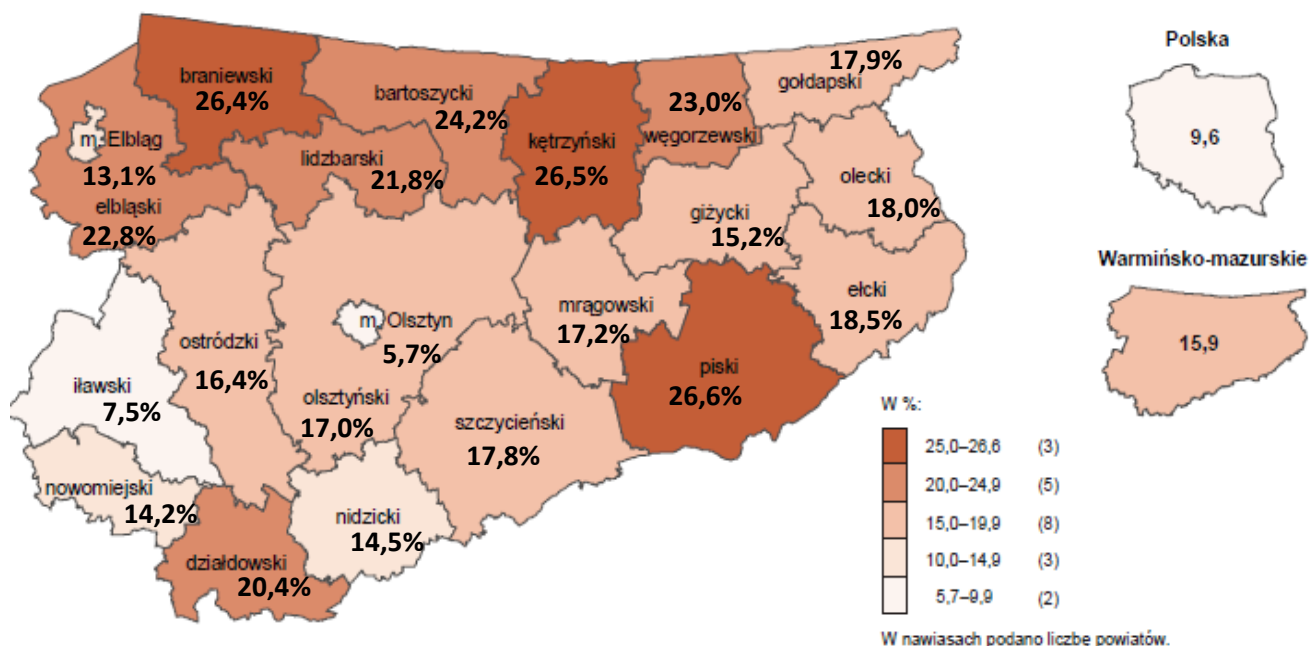 braniewski
26,4%
bartoszycki
24,2%
kętrzyński
26,5%
23,0%
węgorzewski
17,9%
gołdapski
m. Elbląg
13,1%
elbląski
22,8%
lidzbarski
21,8%
olecki
18,0%
giżycki
15,2%
ełcki
18,5%
mrągowski
17,2%
piski
26,6%
m. Olsztyn
5,7%
olsztyński
17,0%
ostródzki
16,4%
iławski
7,5%
szczycieński
17,8%
nowomiejski
14,2%
nidzicki
14,5%
działdowski
20,4%
Polska
9,6
Warmińsko-mazurskie
15,9
W %:
25,0–26,6 (3)
20,0–24,9 (5)
15,0–19,9 (8)
10,0–14,9 (3)
5,7–9,9 (2)
W nawiasach podano liczbę powiatów.